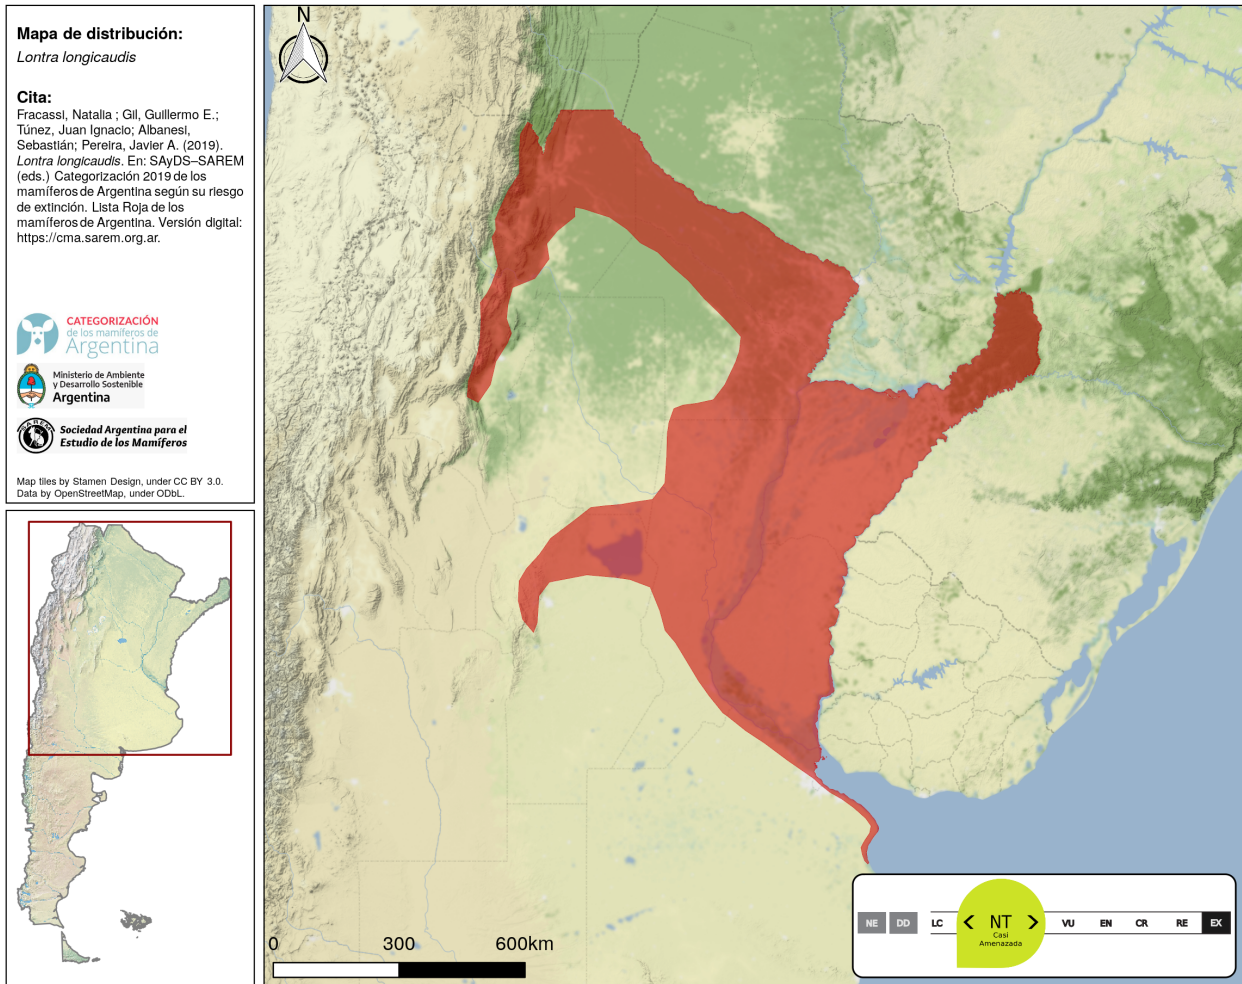 Mapa de distribución:
Lontra longicaudis
Cita:
Fracassi, Natalia ; Gil, Guillermo E.;
Túnez, Juan Ignacio; Albanesi,
Sebastián; Pereira, Javier A. (2019).
Lontra longicaudis. En: SAyDS–SAREM
(eds.) Categorización 2019 de los
mamíferos de Argentina según su riesgo
de extinción. Lista Roja de los
mamíferos de Argentina. Versión digital:
https://cma.sarem.org.ar.
CATEGORIZACIÓN
de los mamíferos de
Argentina
Ministerio de Ambiente
y Desarrollo Sostenible
Argentina
SAREM
Sociedad Argentina para el
Estudio de los Mamíferos
Map tiles by Stamen Design, under CC BY 3.0.
Data by OpenStreetMap, under ODbL.
N
0 300 600km
NE DD LC < NT > VU EN CR RE EX
Casi
Amenazada